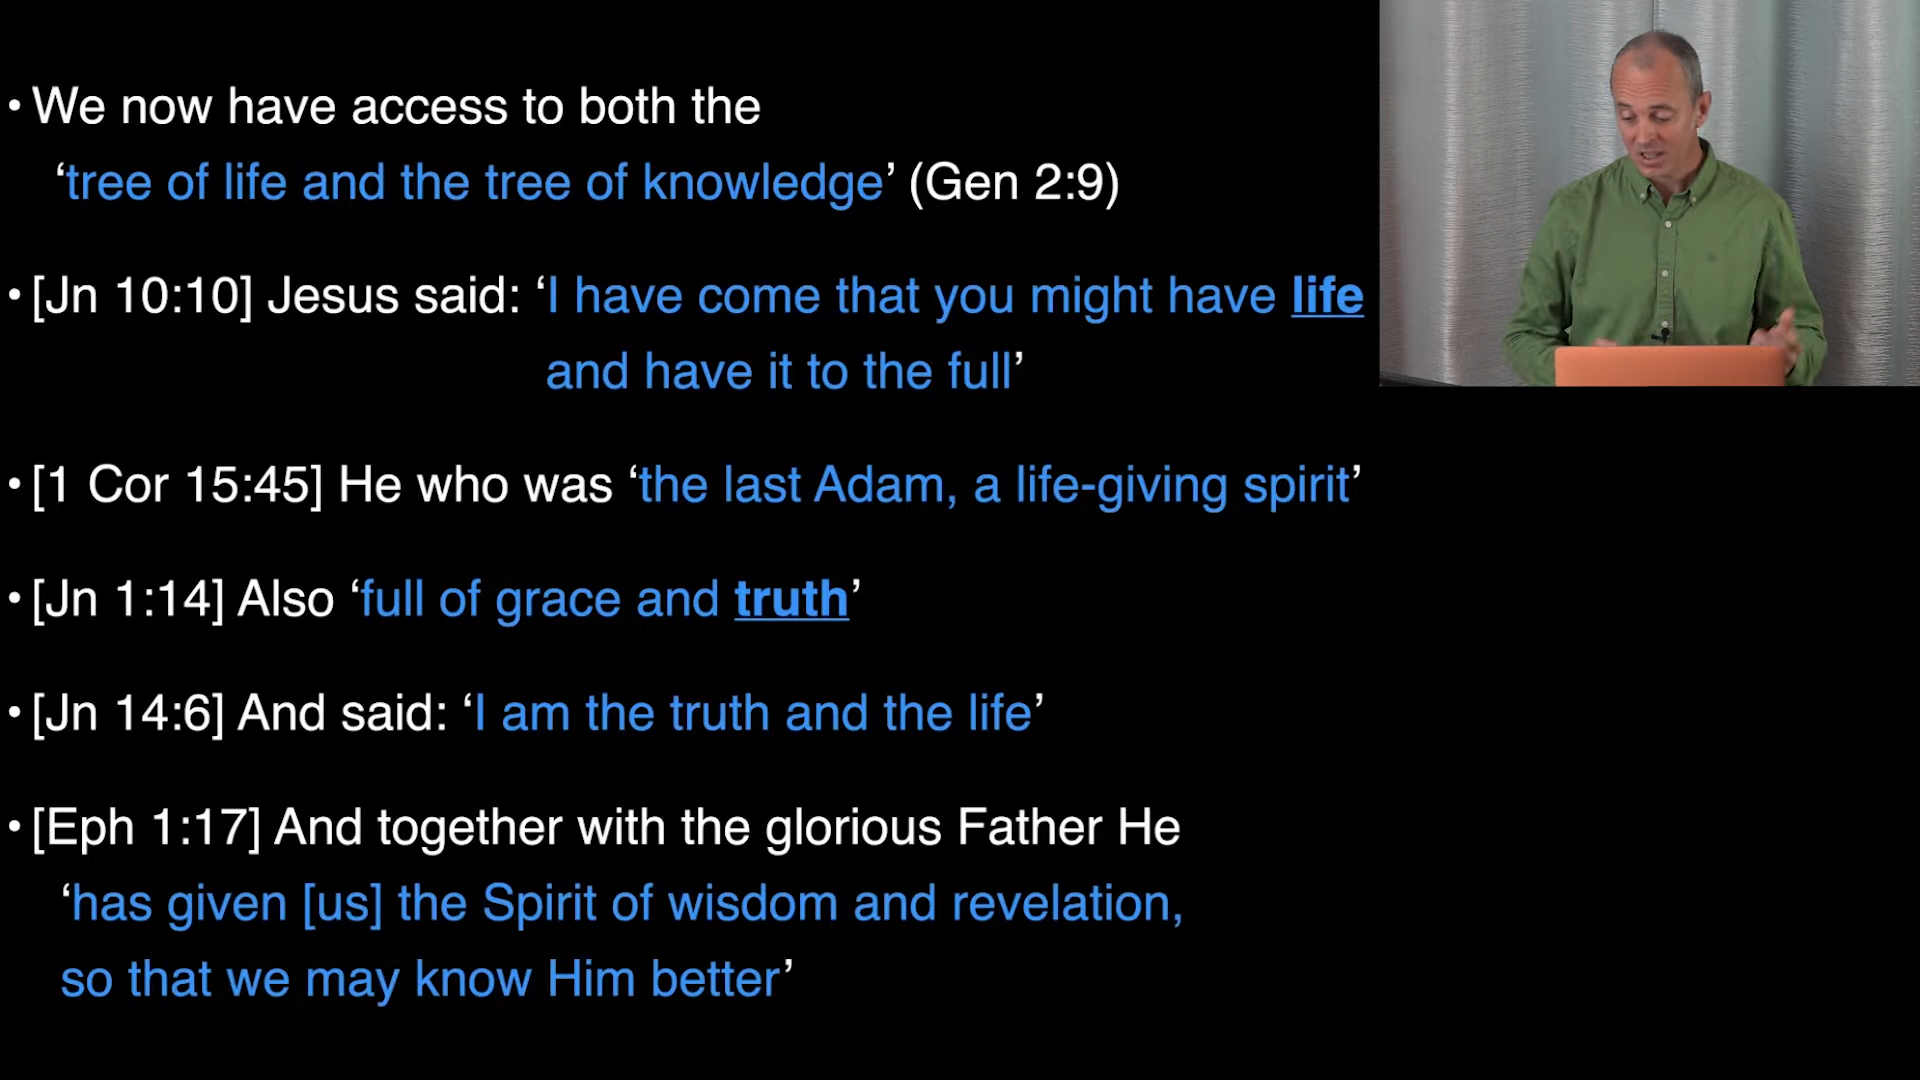 • We now have access to both the
‘tree of life and the tree of knowledge’ (Gen 2:9)
• [Jn 10:10] Jesus said: ‘I have come that you might have life
and have it to the full’
• [1 Cor 15:45] He who was ‘the last Adam, a life-giving spirit’
• [Jn 1:14] Also ‘full of grace and truth’
• [Jn 14:6] And said: ‘I am the truth and the life’
• [Eph 1:17] And together with the glorious Father He
‘has given [us] the Spirit of wisdom and revelation,
so that we may know Him better’